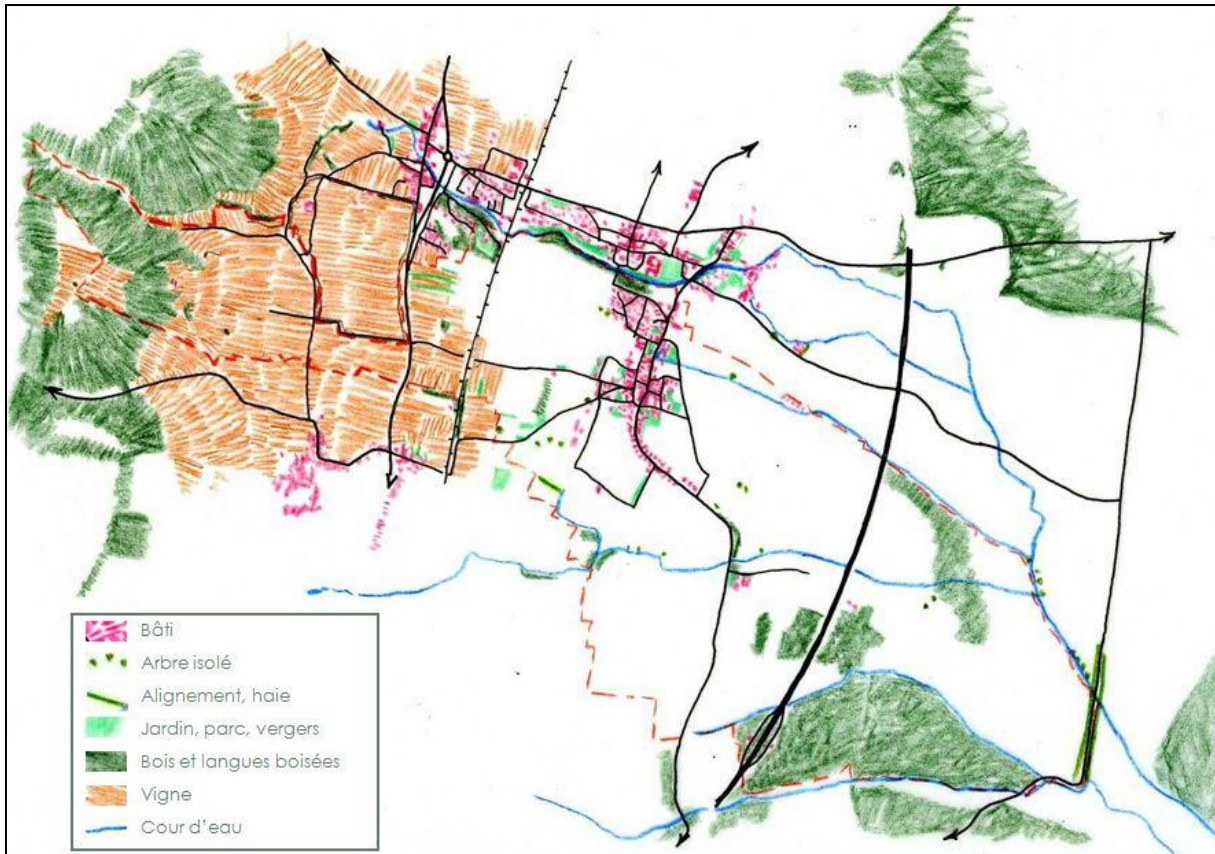 Bâti
Arbre isolé
Alignement, haie
Jardin, parc, vergers
Bois et langues boisées
Vigne
Cour d'eau